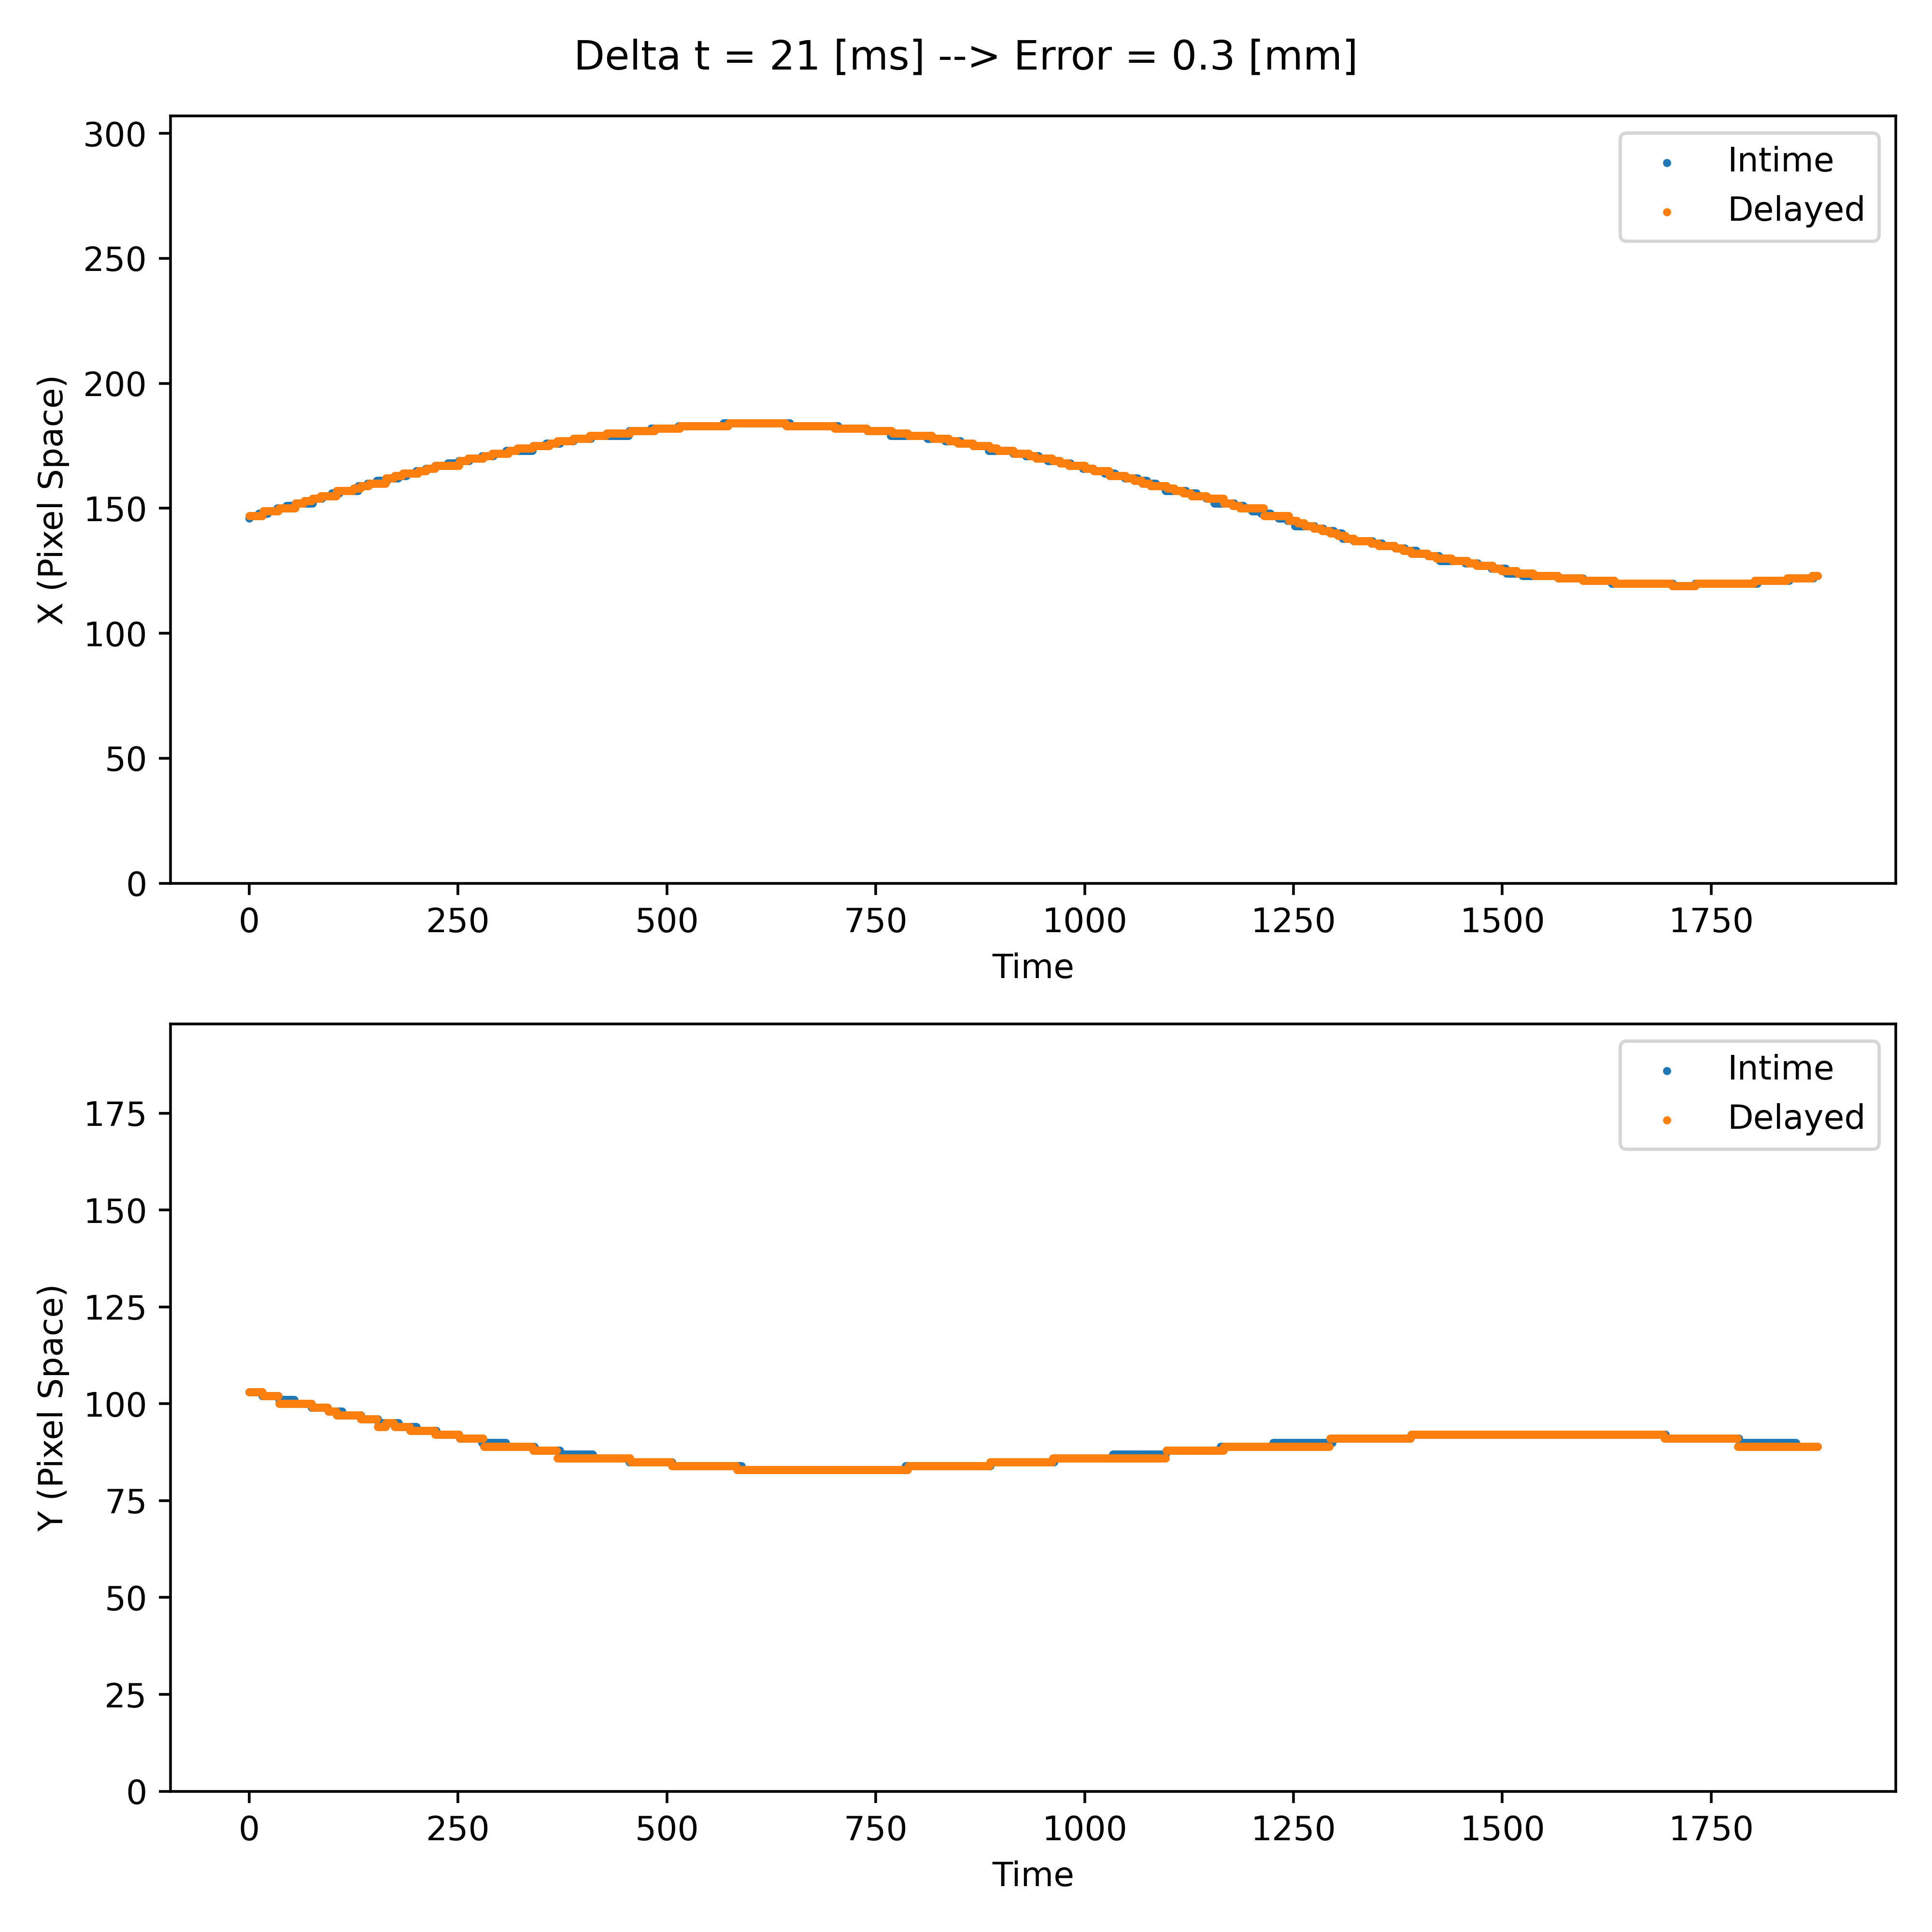 Delta t = 21 [ms] --> Error = 0.3 [mm]
300
250
200
150
100
50
0
X (Pixel Space)
Intime
Delayed
0 250 500 750 1000 1250 1500 1750
Time
175
150
125
100
75
50
25
0
Y (Pixel Space)
Intime
Delayed
0 250 500 750 1000 1250 1500 1750
Time